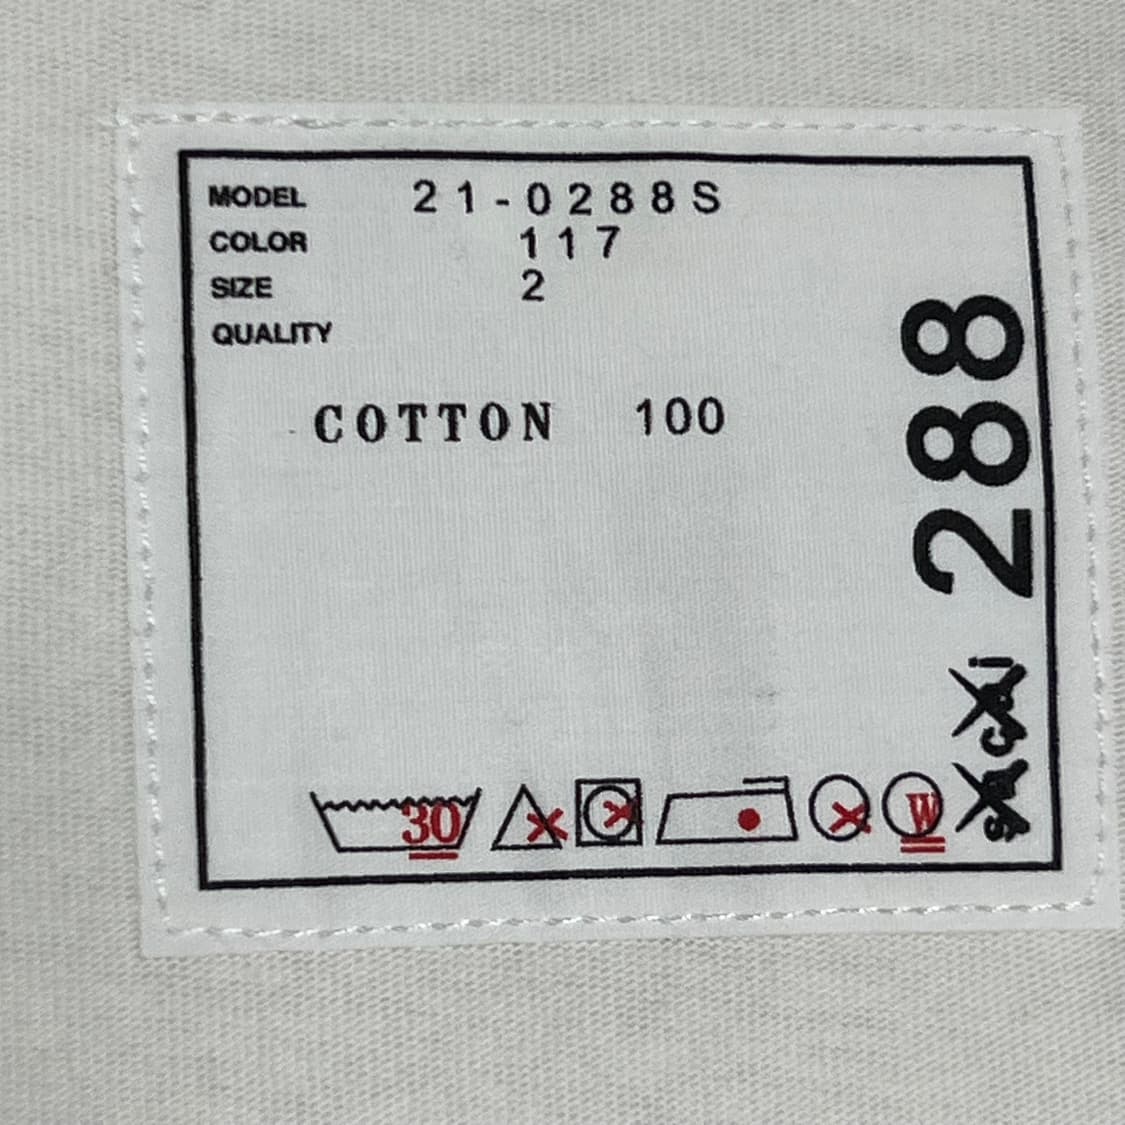 MODEL 21-0288S
COLOR 117
SIZE 2
QUALITY
COTTON 100
30
W
sacai 288